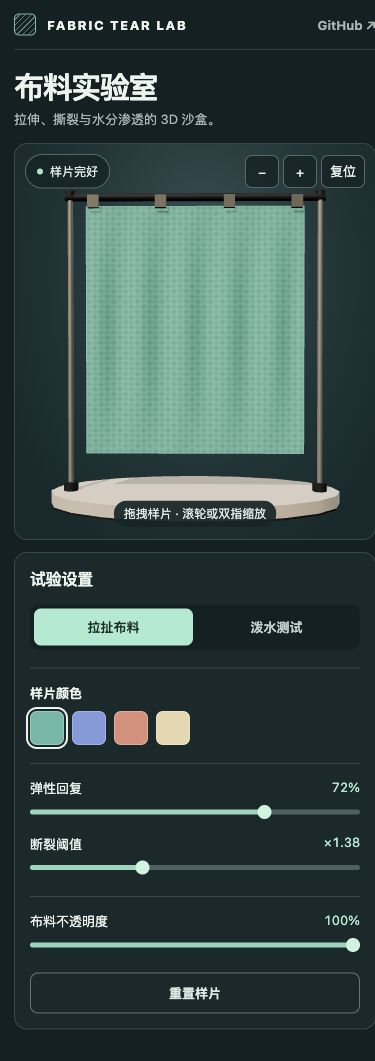 FABRIC TEAR LAB
GitHub ↗
布料实验室
拉伸、撕裂与水分渗透的 3D 沙盒。
样片完好
− + 复位
拖拽样片 · 滚轮或双指缩放
试验设置
拉扯布料 泼水测试
样片颜色
弹性回复 72%
断裂阈值 ×1.38
布料不透明度 100%
重置样片